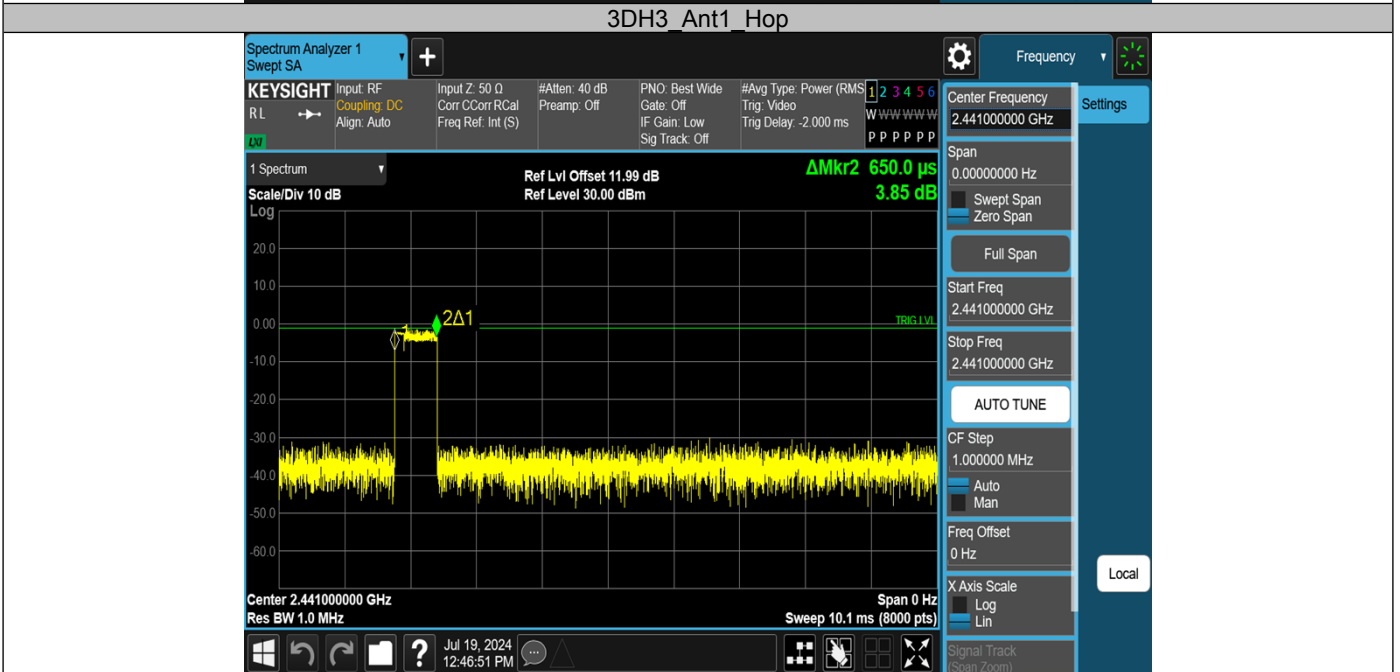 3DH3_Ant1_Hop
Spectrum Analyzer 1
Swept SA
+
Frequency
KEYSIGHT
R L
LXI
Input: RF
Coupling: DC
Align: Auto
Input Z: 50 Ω
Corr CCorr RCal
Freq Ref: Int (S)
#Atten: 40 dB
Preamp: Off
PNO: Best Wide
Gate: Off
IF Gain: Low
Sig Track: Off
#Avg Type: Power (RMS
Trig: Video
Trig Delay: -2.000 ms
1 2 3 4 5 6
W W W W W W
P P P P P P
1 Spectrum
Scale/Div 10 dB
Log
Ref Lvl Offset 11.99 dB
Ref Level 30.00 dBm
ΔMkr2 650.0 µs
3.85 dB
20.0
10.0
0.00
-10.0
-20.0
-30.0
-40.0
-50.0
-60.0
1
2Δ1
TRIG LVL
Center 2.441000000 GHz
Res BW 1.0 MHz
Span 0 Hz
Sweep 10.1 ms (8000 pts)
Center Frequency
2.441000000 GHz
Settings
Span
0.00000000 Hz
Swept Span
Zero Span
Full Span
Start Freq
2.441000000 GHz
Stop Freq
2.441000000 GHz
AUTO TUNE
CF Step
1.000000 MHz
Auto
Man
Freq Offset
0 Hz
X Axis Scale
Log
Lin
Local
Signal Track
(Span Zoom)
?
Jul 19, 2024
12:46:51 PM